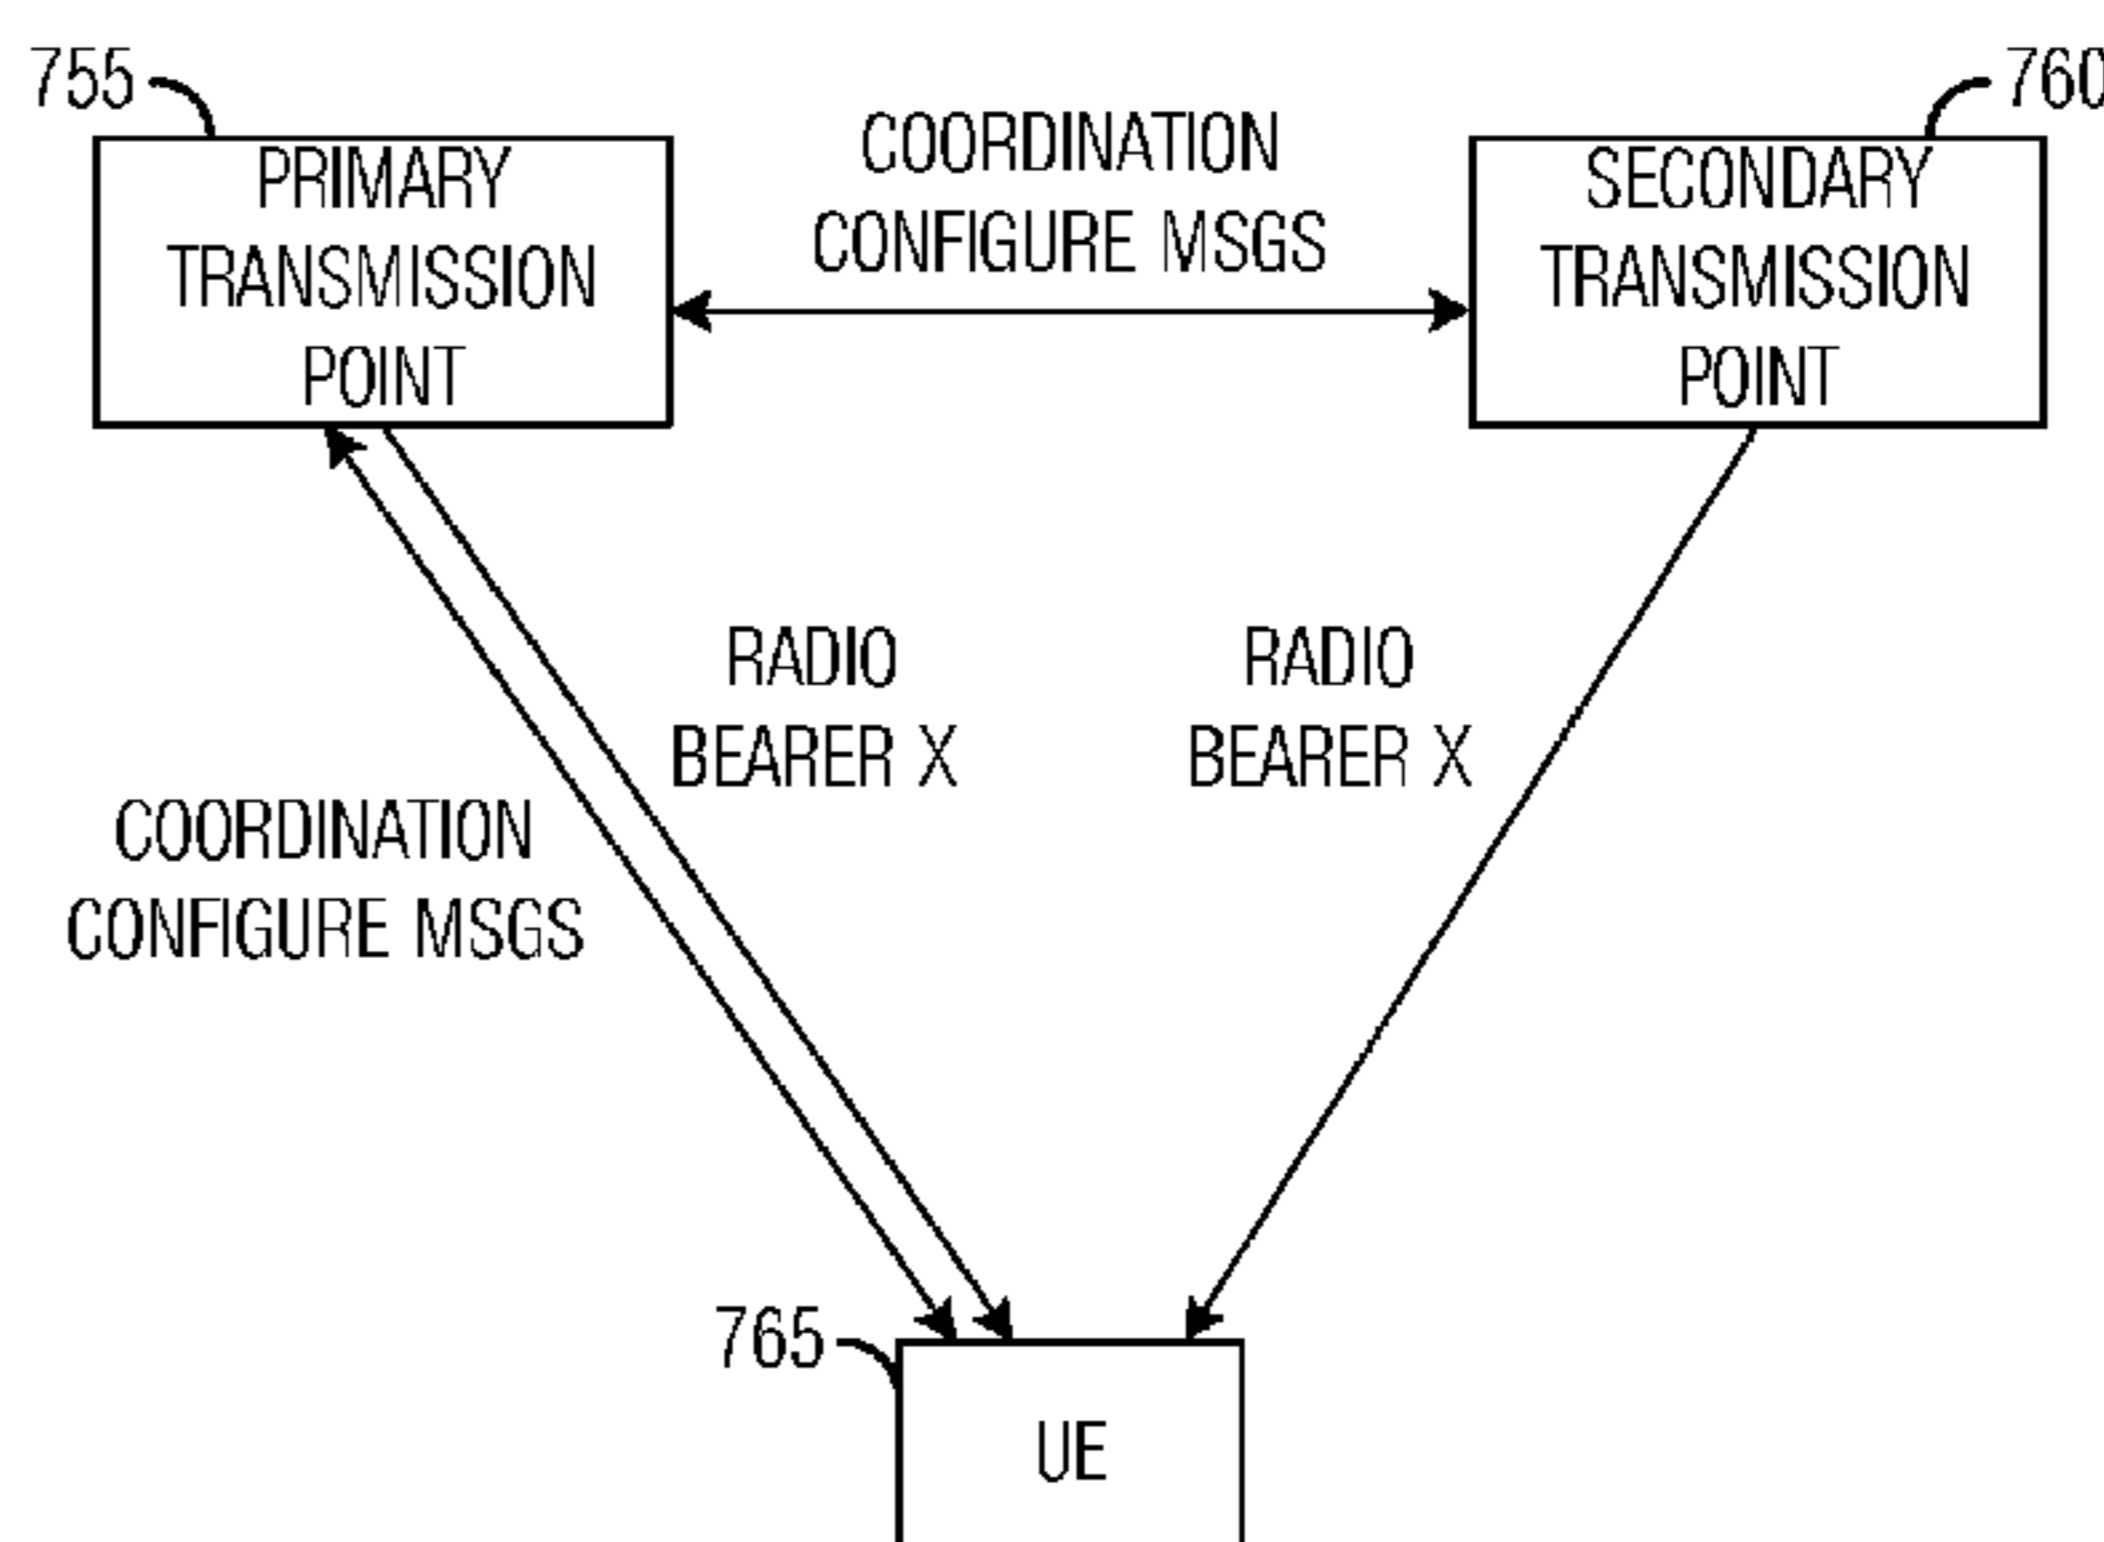 755
760
PRIMARY
TRANSMISSION
POINT
COORDINATION
CONFIGURE MSGS
SECONDARY
TRANSMISSION
POINT
RADIO
BEARER X
RADIO
BEARER X
COORDINATION
CONFIGURE MSGS
765
UE